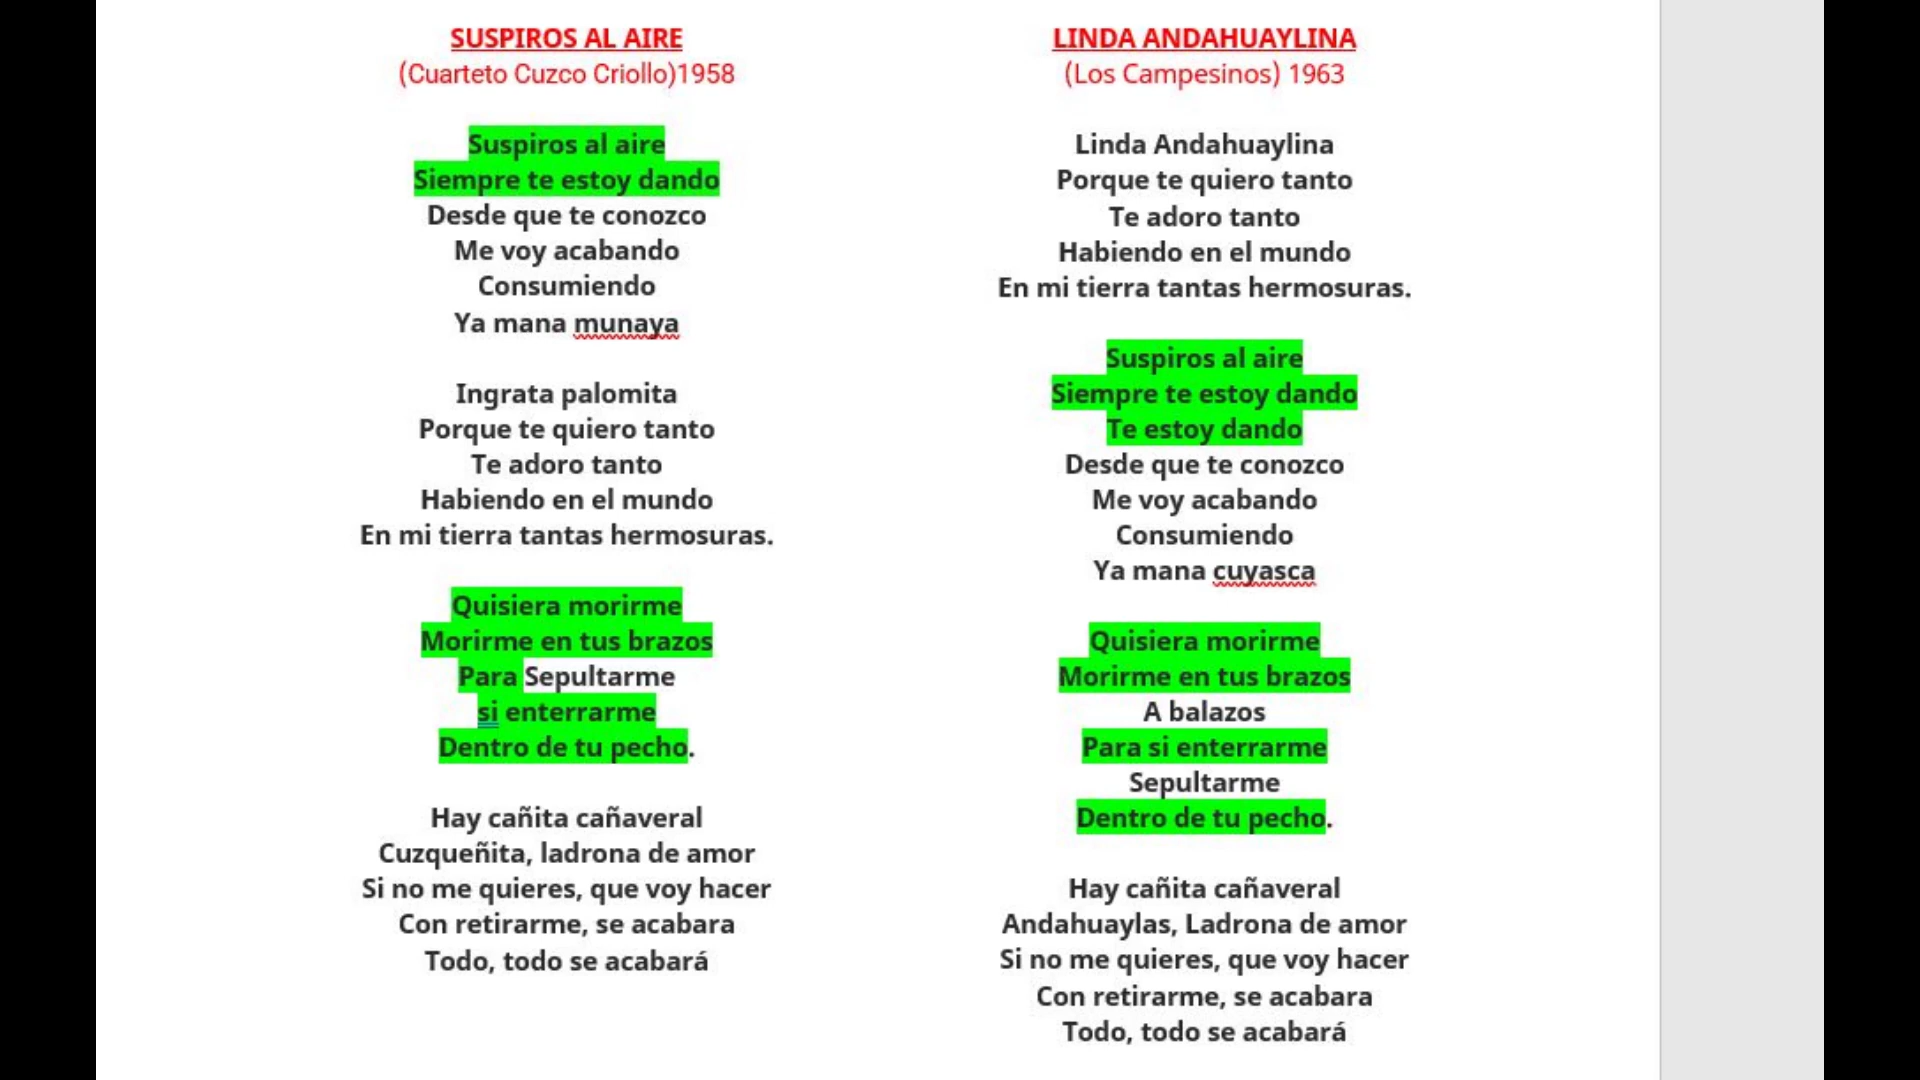 SUSPIROS AL AIRE
(Cuarteto Cuzco Criollo)1958
Suspiros al aire
Siempre te estoy dando
Desde que te conozco
Me voy acabando
Consumiendo
Ya mana munaya
Ingrata palomita
Porque te quiero tanto
Te adoro tanto
Habiendo en el mundo
En mi tierra tantas hermosuras.
Quisiera morirme
Morirme en tus brazos
Para Sepultarme
si enterrarme
Dentro de tu pecho.
Hay cañita cañaveral
Cuzqueñita, ladrona de amor
Si no me quieres, que voy hacer
Con retirarme, se acabara
Todo, todo se acabará
LINDA ANDAHUAYLINA
(Los Campesinos) 1963
Linda Andahuaylina
Porque te quiero tanto
Te adoro tanto
Habiendo en el mundo
En mi tierra tantas hermosuras.
Suspiros al aire
Siempre te estoy dando
Te estoy dando
Desde que te conozco
Me voy acabando
Consumiendo
Ya mana cuyasca
Quisiera morirme
Morirme en tus brazos
A balazos
Para si enterrarme
Sepultarme
Dentro de tu pecho.
Hay cañita cañaveral
Andahuaylas, Ladrona de amor
Si no me quieres, que voy hacer
Con retirarme, se acabara
Todo, todo se acabará